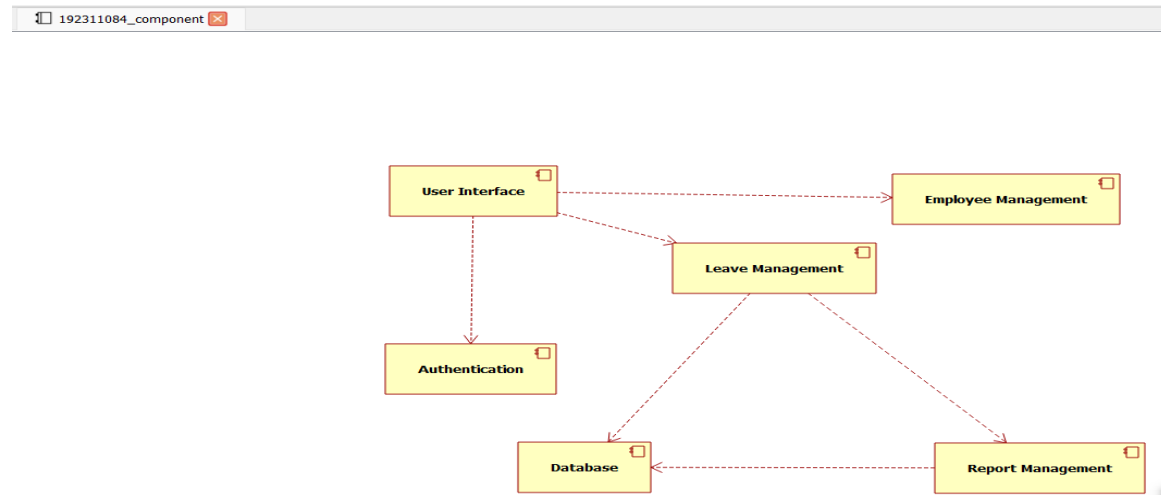 192311084_component
User Interface
Employee Management
Leave Management
Authentication
Database
Report Management